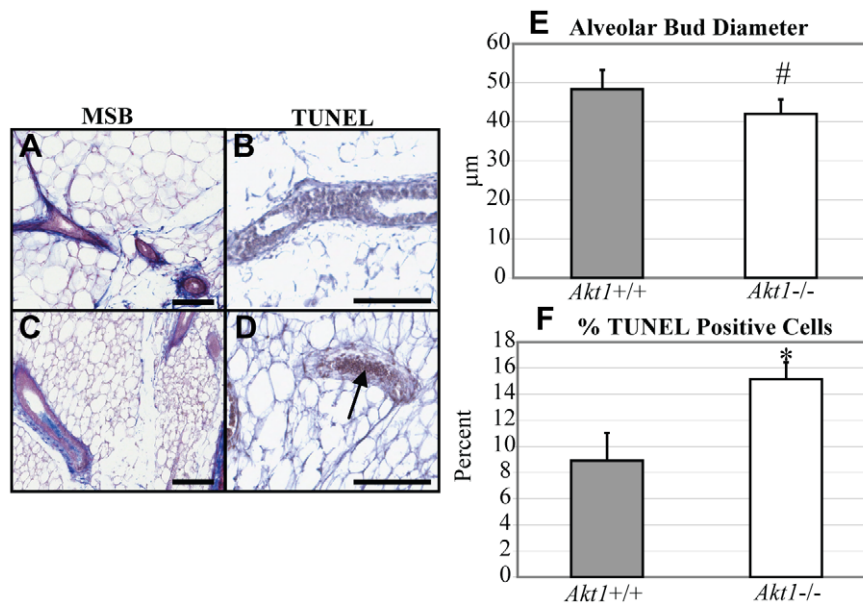 MSB
TUNEL
A
B
C
D
E Alveolar Bud Diameter
60
50
40
30
20
10
0
µm
#
Akt1+/+
Akt1-/-
F % TUNEL Positive Cells
18
16
14
12
10
8
6
4
2
0
Percent
*
Akt1+/+
Akt1-/-